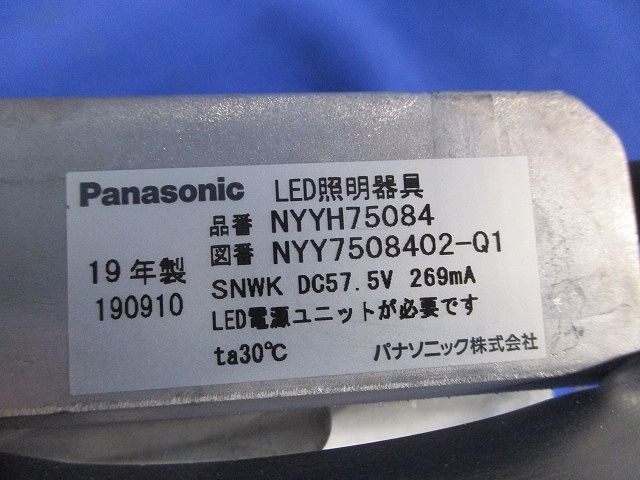 Panasonic LED照明器具
品番 NYYH75084
図番 NYY7508402-Q1
19年製
190910
SNWK DC57.5V 269mA
LED電源ユニットが必要です
ta30℃ パナソニック株式会社